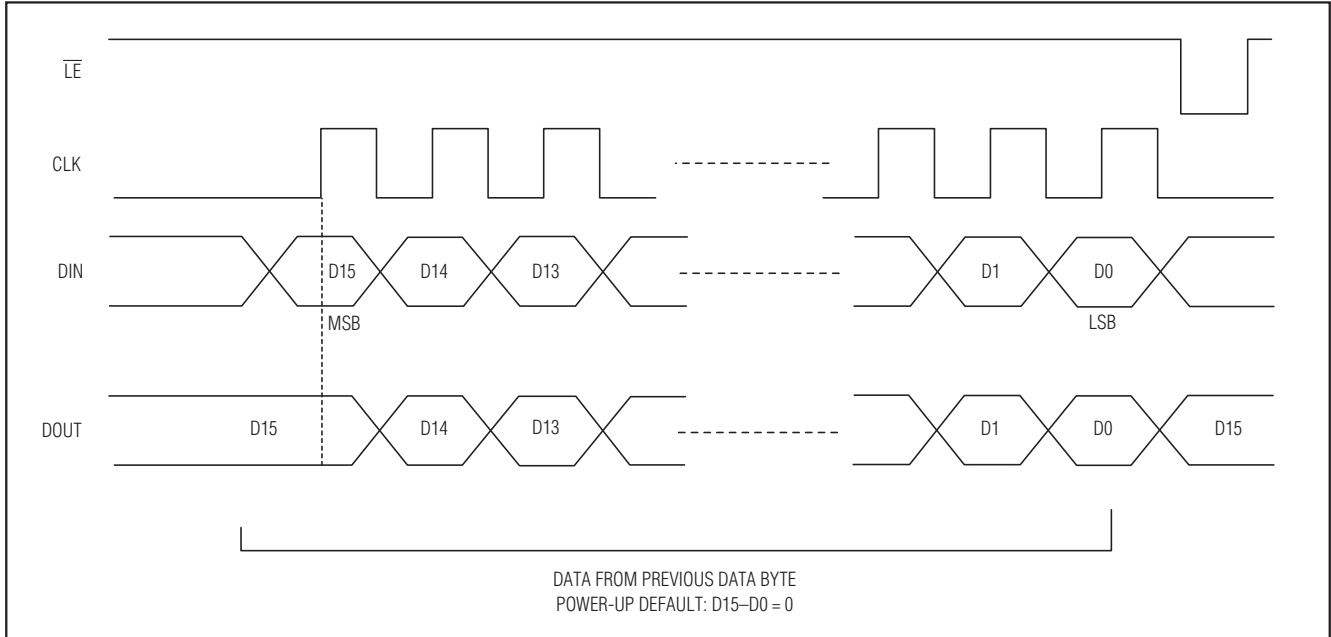 L̅E̅
CLK
DIN
D15
D14
D13
D1
D0
MSB
LSB
DOUT
D15
D14
D13
D1
D0
D15
DATA FROM PREVIOUS DATA BYTE
POWER-UP DEFAULT: D15–D0 = 0